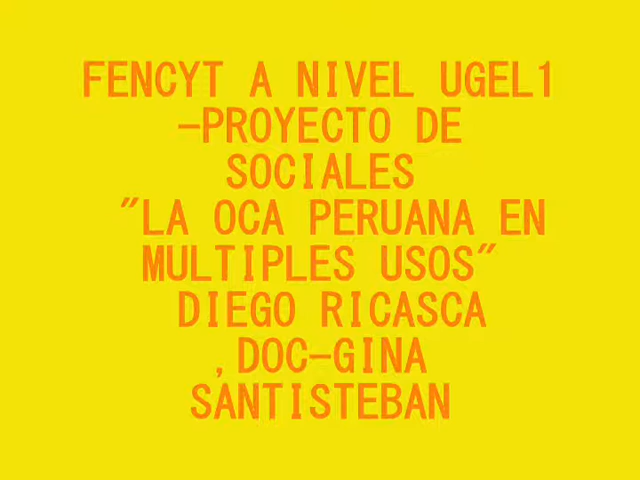 FENCYT A NIVEL UGEL1
-PROYECTO DE
SOCIALES
"LA OCA PERUANA EN
MULTIPLES USOS"
DIEGO RICASCA
,DOC-GINA
SANTISTEBAN